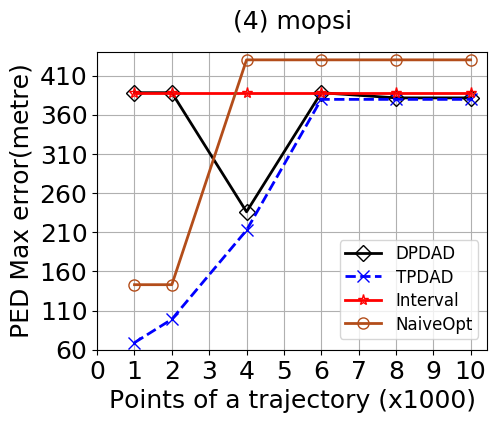 (4) mopsi
PED Max error(metre)
410
360
310
260
210
160
110
60
DPDAD
TPDAD
Interval
NaiveOpt
0 1 2 3 4 5 6 7 8 9 10
Points of a trajectory (x1000)